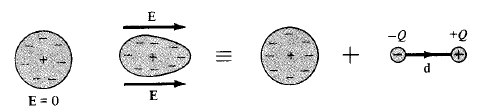 E
-Q +Q
≡ +
d
E = 0 E